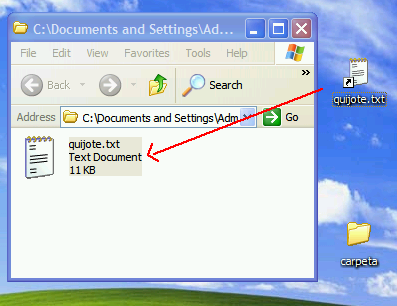 C:\Documents and Settings\Ad...
File Edit View Favorites Tools Help
Back Search »
Address C:\Documents and Settings\Adm Go
quijote.txt
Text Document
11 KB
quijote.txt
carpeta